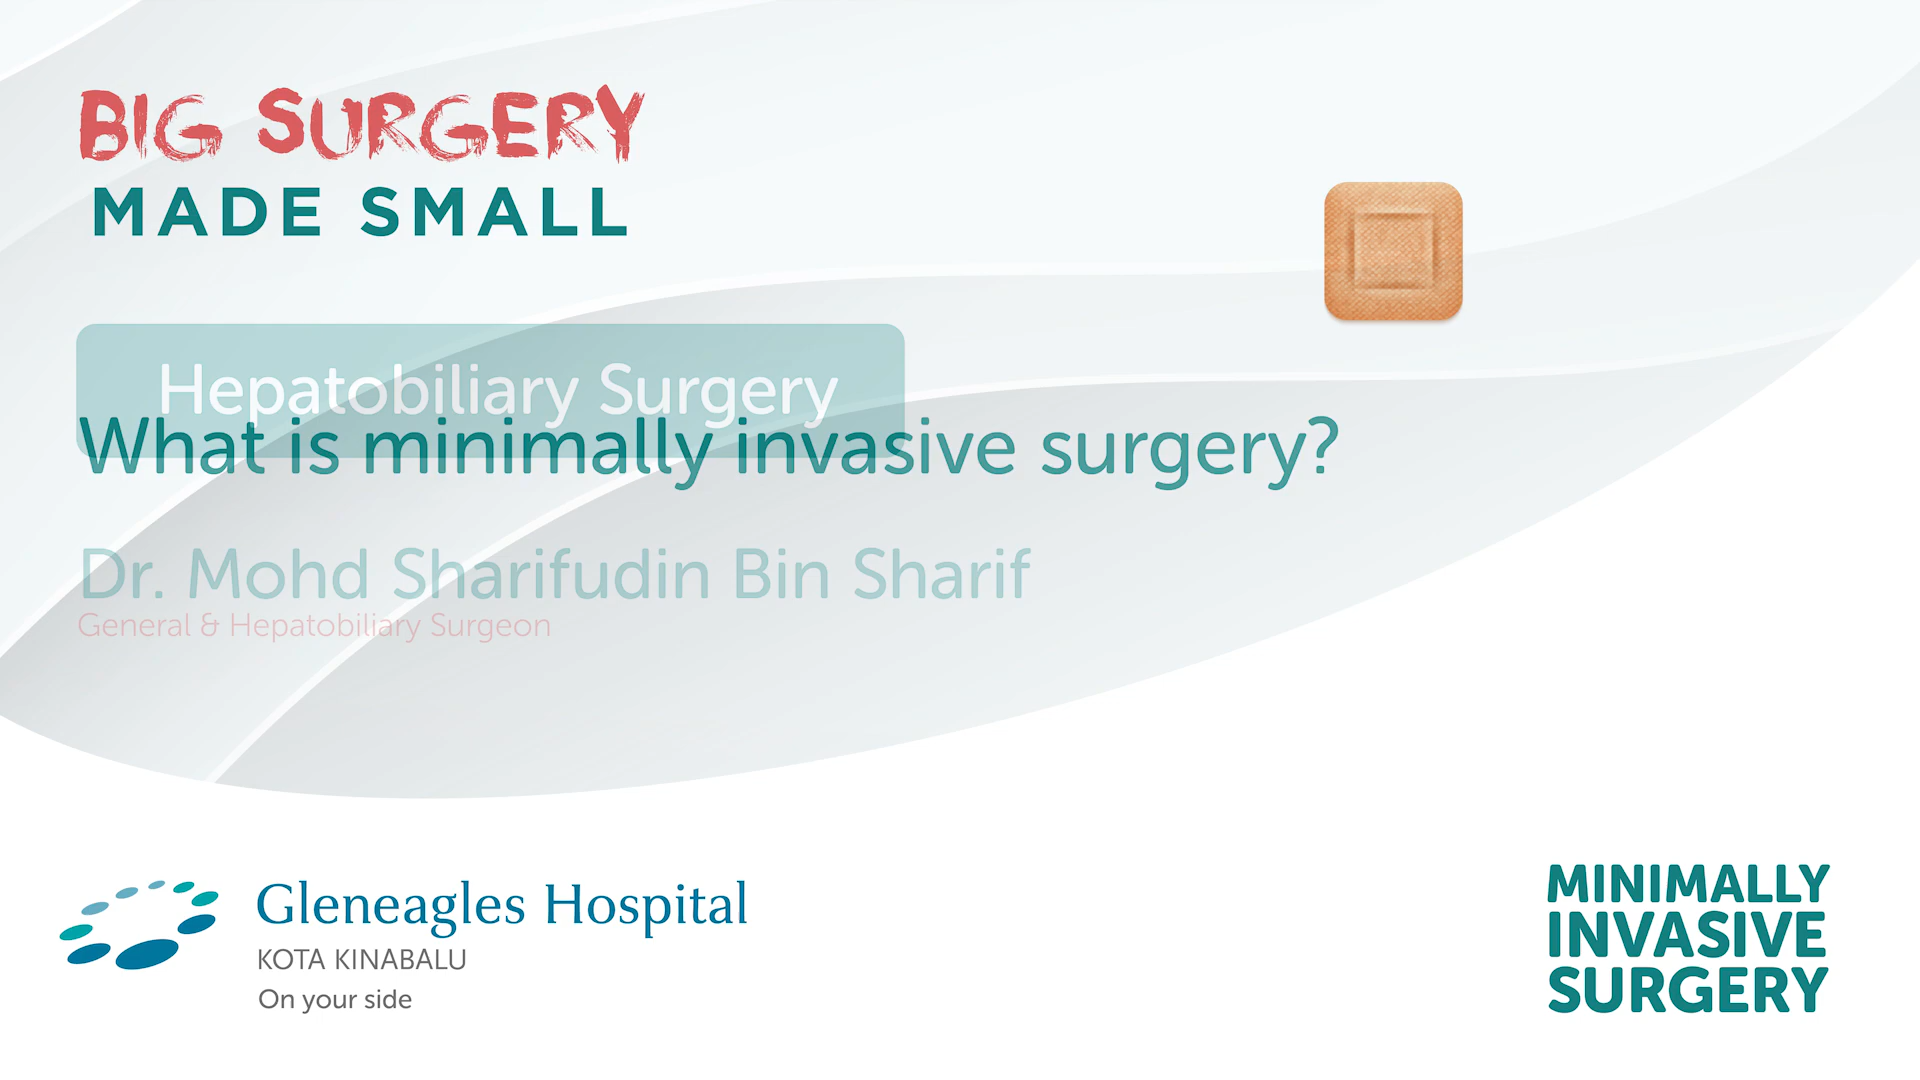 BIG SURGERY
MADE SMALL
Hepatobiliary Surgery
What is minimally invasive surgery?
Dr. Mohd Sharifudin Bin Sharif
General & Hepatobiliary Surgeon
Gleneagles Hospital
KOTA KINABALU
On your side
MINIMALLY
INVASIVE
SURGERY